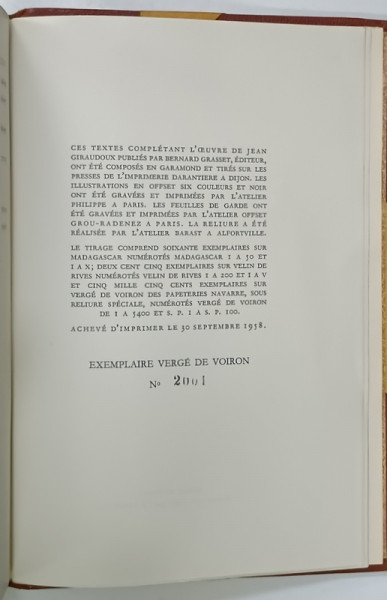 CES TEXTES COMPLÉTANT L'ŒUVRE DE JEAN
GIRAUDOUX PUBLIÉS PAR BERNARD GRASSET, ÉDITEUR,
ONT ÉTÉ COMPOSÉS EN GARAMOND ET TIRÉS SUR LES
PRESSES DE L'IMPRIMERIE DARANTIERE A DIJON. LES
ILLUSTRATIONS EN OFFSET SIX COULEURS ET NOIR
ONT ÉTÉ GRAVÉES ET IMPRIMÉES PAR L'ATELIER
PHILIPPE A PARIS. LES FEUILLES DE GARDE ONT
ÉTÉ GRAVÉES ET IMPRIMÉES PAR L'ATELIER OFFSET
GROU-RADENEZ A PARIS. LA RELIURE A ÉTÉ
RÉALISÉE PAR L'ATELIER BARAST A ALFORTVILLE.
LE TIRAGE COMPREND SOIXANTE EXEMPLAIRES SUR
MADAGASCAR NUMÉROTÉS MADAGASCAR 1 A 50 ET
I A X; DEUX CENT CINQ EXEMPLAIRES SUR VELIN DE
RIVES NUMÉROTÉS VELIN DE RIVES 1 A 200 ET I A V
ET CINQ MILLE CINQ CENTS EXEMPLAIRES SUR
VERGÉ DE VOIRON DES PAPETERIES NAVARRE, SOUS
RELIURE SPÉCIALE, NUMÉROTÉS VERGÉ DE VOIRON
DE 1 A 5400 ET S. P. 1 A S. P. 100.
ACHEVÉ D'IMPRIMER LE 30 SEPTEMBRE 1958.
EXEMPLAIRE VERGÉ DE VOIRON
No 2001